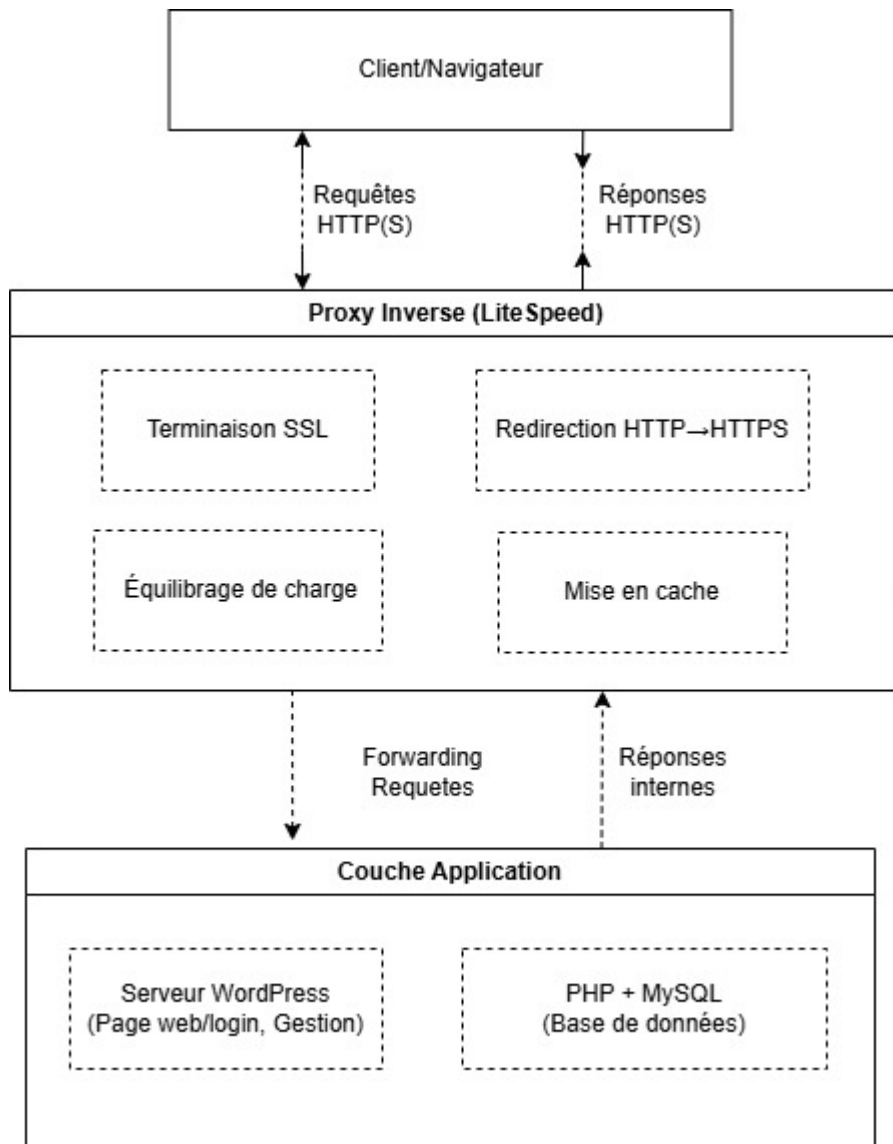 Client/Navigateur
Requêtes
HTTP(S)
Réponses
HTTP(S)
Proxy Inverse (LiteSpeed)
Terminaison SSL
Redirection HTTP→HTTPS
Équilibrage de charge
Mise en cache
Forwarding
Requetes
Réponses
internes
Couche Application
Serveur WordPress
(Page web/login, Gestion)
PHP + MySQL
(Base de données)